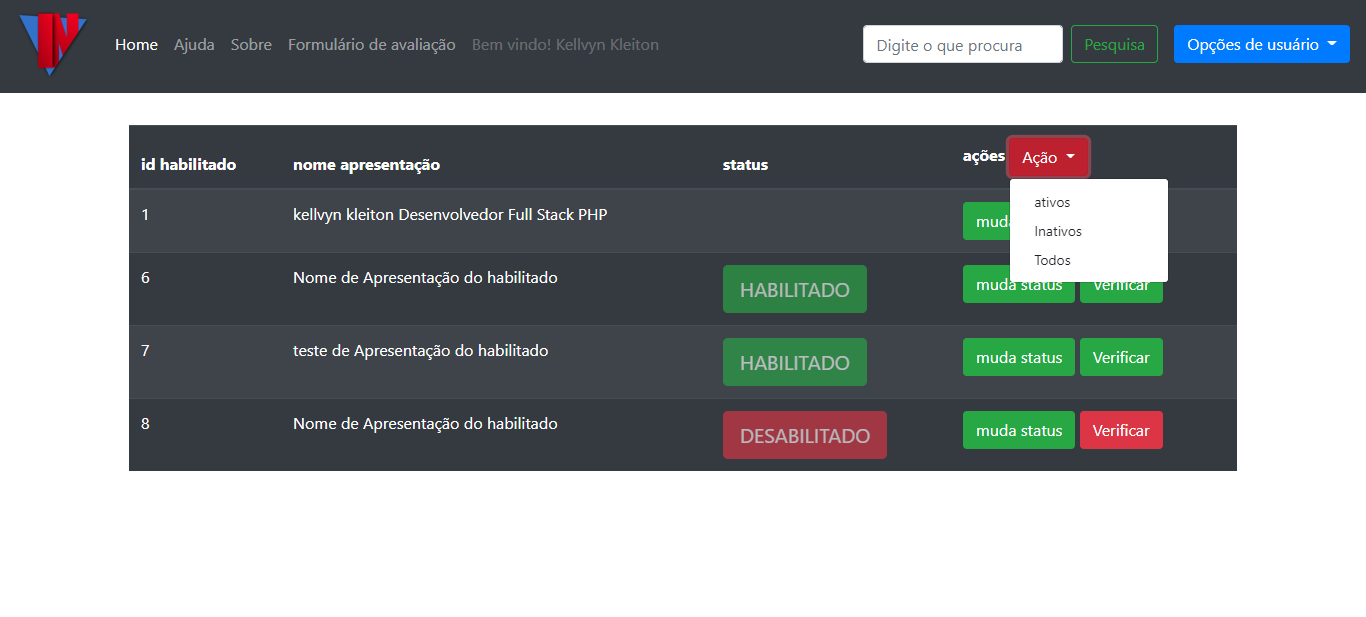 Home Ajuda Sobre Formulário de avaliação Bem vindo! Kellvyn Kleiton Digite o que procura Pesquisa Opções de usuário
id habilitado nome apresentação status ações Ação
ativos
Inativos
Todos
1 kellvyn kleiton Desenvolvedor Full Stack PHP
6 Nome de Apresentação do habilitado HABILITADO muda status Verificar
7 teste de Apresentação do habilitado HABILITADO muda status Verificar
8 Nome de Apresentação do habilitado DESABILITADO muda status Verificar